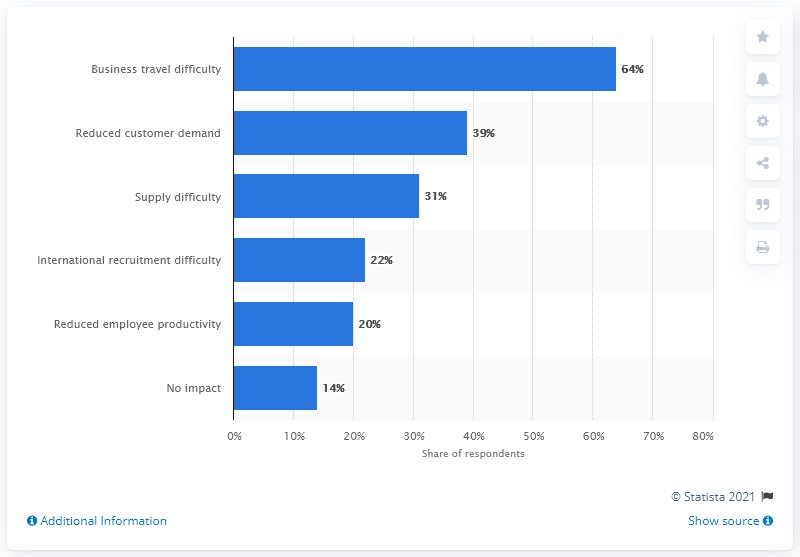 Business travel difficulty 64%
Reduced customer demand 39%
Supply difficulty 31%
International recruitment difficulty 22%
Reduced employee productivity 20%
No impact 14%
0% 10% 20% 30% 40% 50% 60% 70% 80%
Share of respondents
© Statista 2021
Additional Information Show source